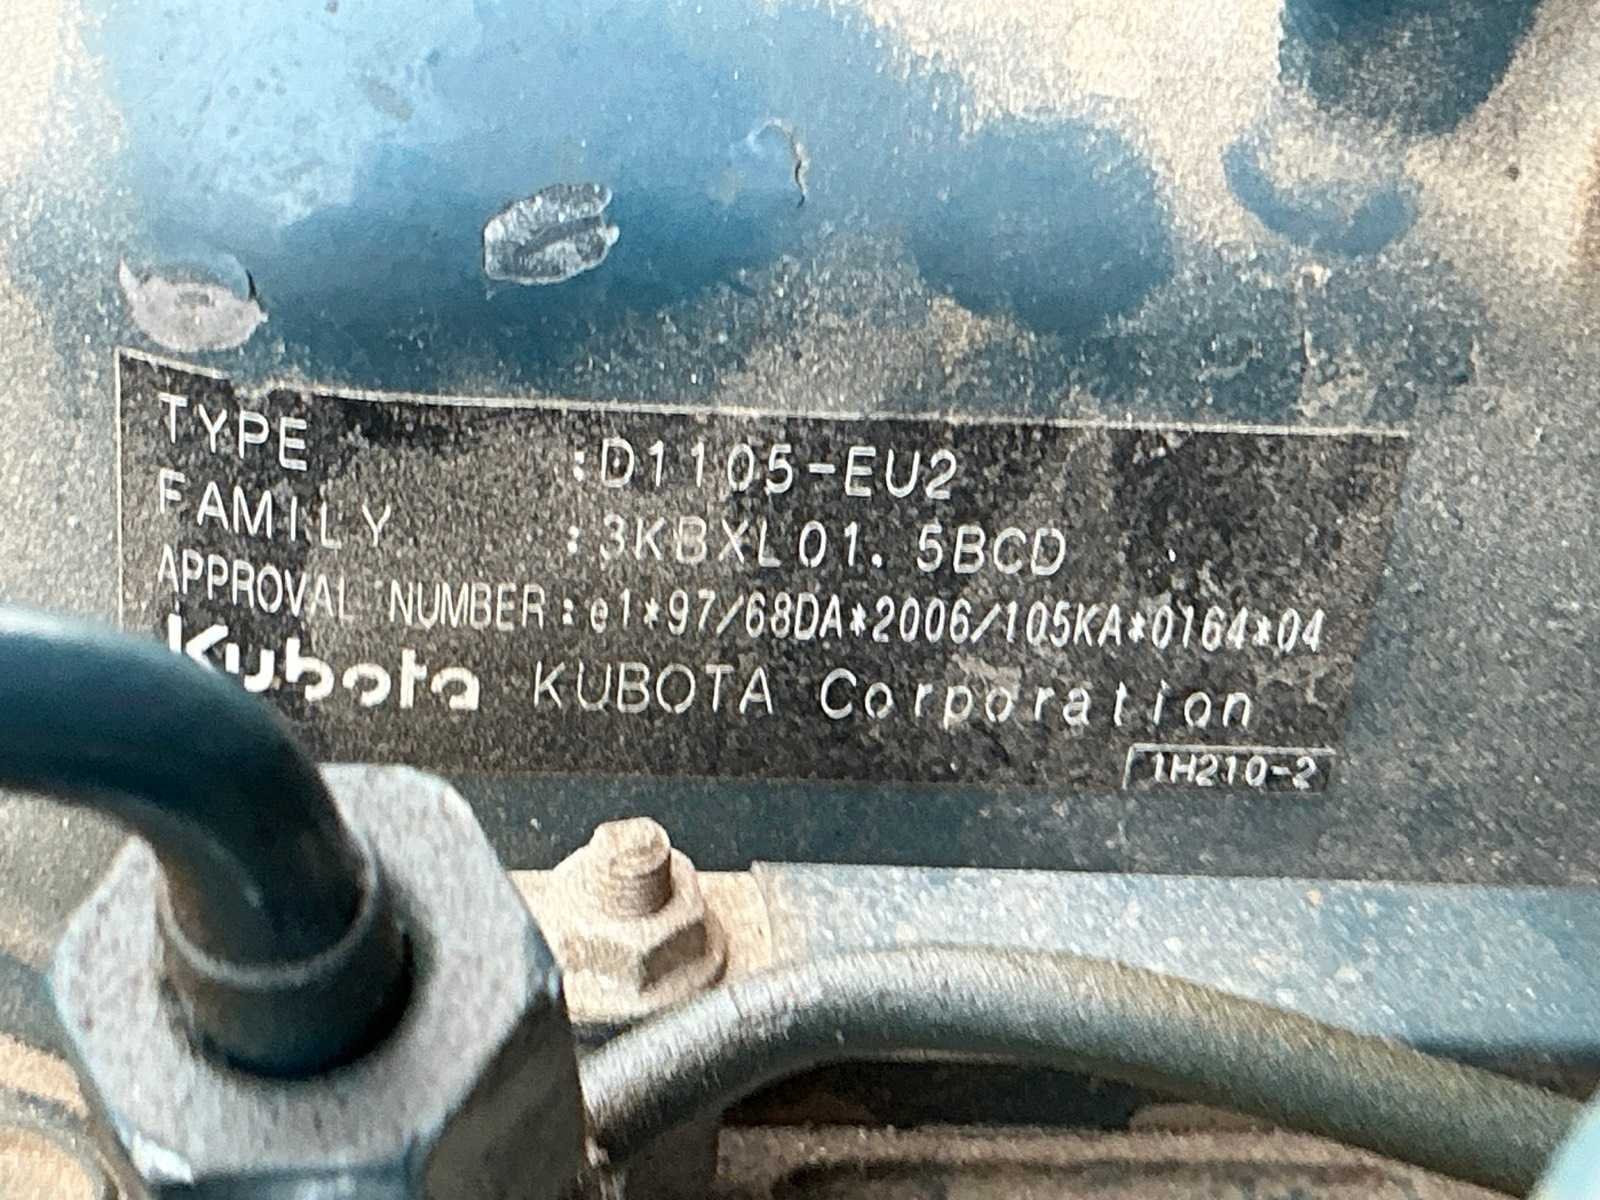 TYPE :D1105-EU2
FAMILY :3KBXL01.5BCD
APPROVAL NUMBER:e1*97/68DA*2006/105KA*0164*04
Kubota KUBOTA Corporation
1H210-2